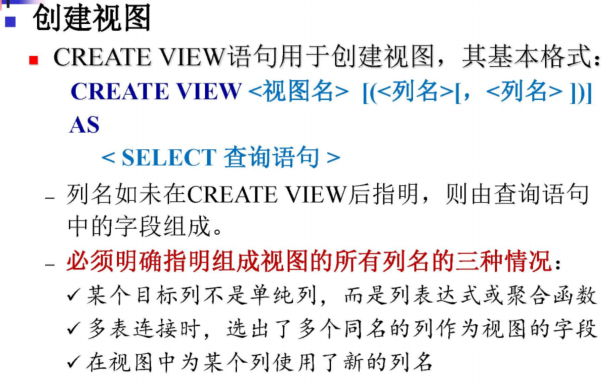 创建视图
CREATE VIEW语句用于创建视图，其基本格式：
CREATE VIEW <视图名> [(<列名>[，<列名> ])]
AS
< SELECT 查询语句 >
– 列名如未在CREATE VIEW后指明，则由查询语句
中的字段组成。
– 必须明确指明组成视图的所有列名的三种情况：
✓某个目标列不是单纯列，而是列表达式或聚合函数
✓多表连接时，选出了多个同名的列作为视图的字段
✓在视图中为某个列使用了新的列名